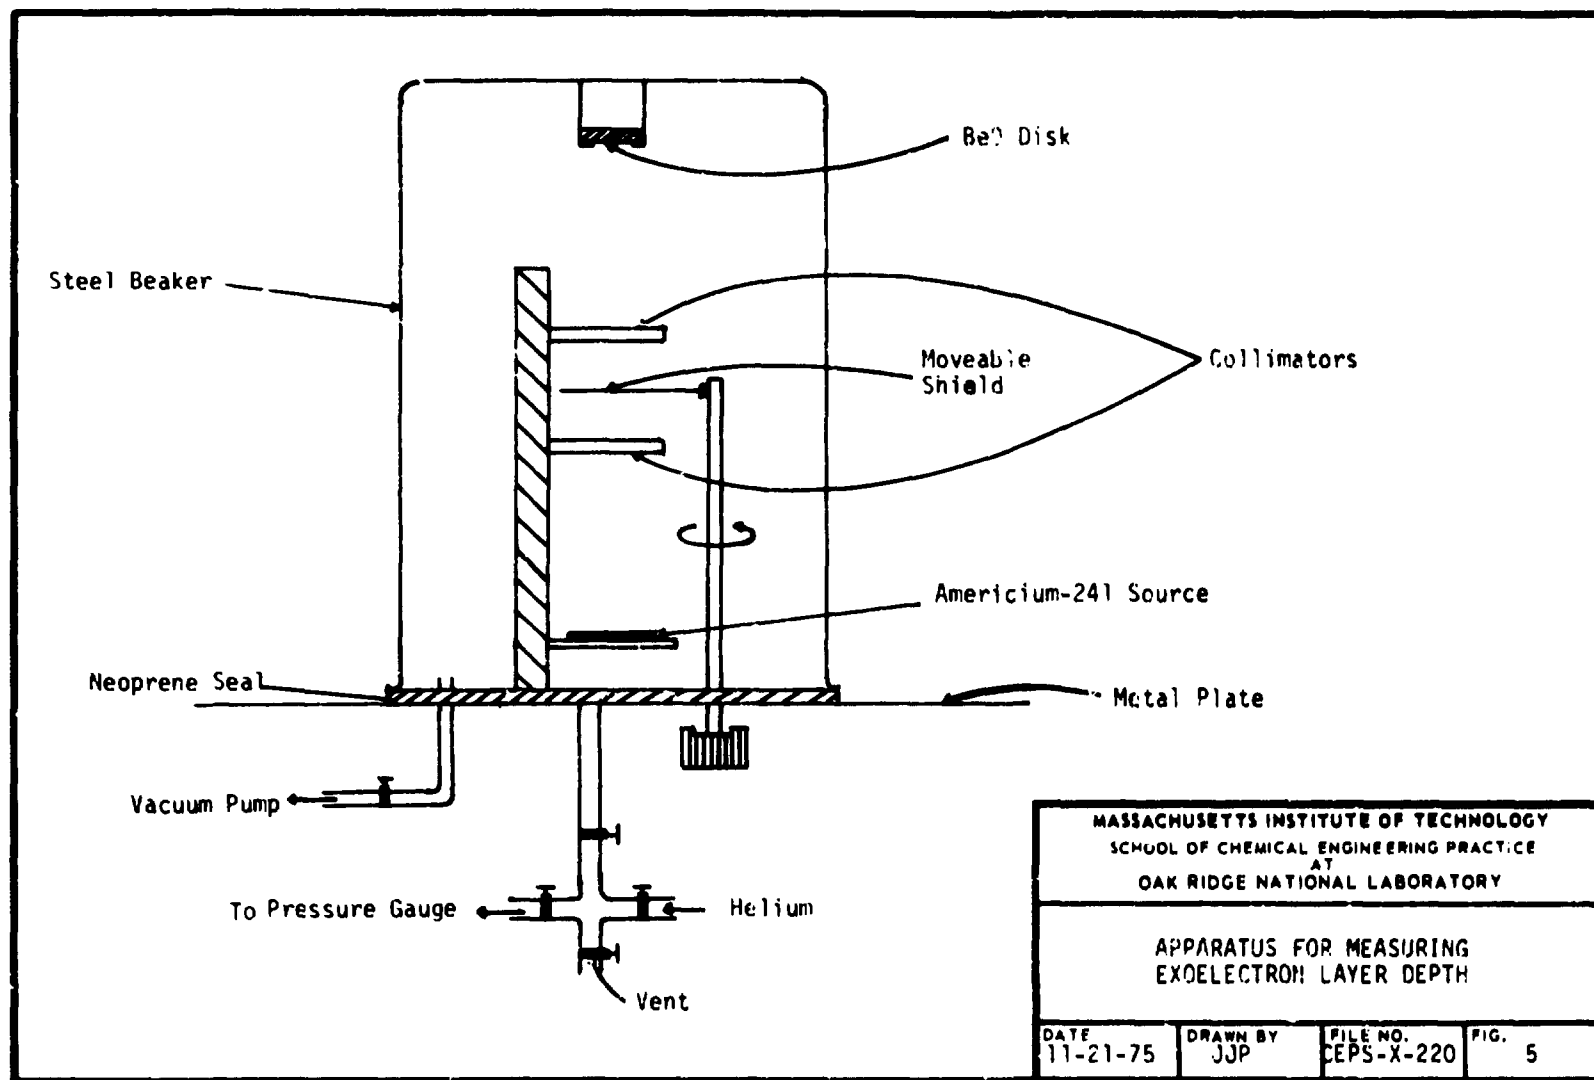 BeO Disk
Steel Beaker
Moveable
Shield
Collimators
Americium-241 Source
Neoprene Seal
Metal Plate
Vacuum Pump
To Pressure Gauge
Helium
Vent
MASSACHUSETTS INSTITUTE OF TECHNOLOGY
SCHOOL OF CHEMICAL ENGINEERING PRACTICE
AT
OAK RIDGE NATIONAL LABORATORY
APPARATUS FOR MEASURING
EXOELECTRON LAYER DEPTH
DATE DRAWN BY FILE NO. FIG.
11-21-75 JJP CEPS-X-220 5